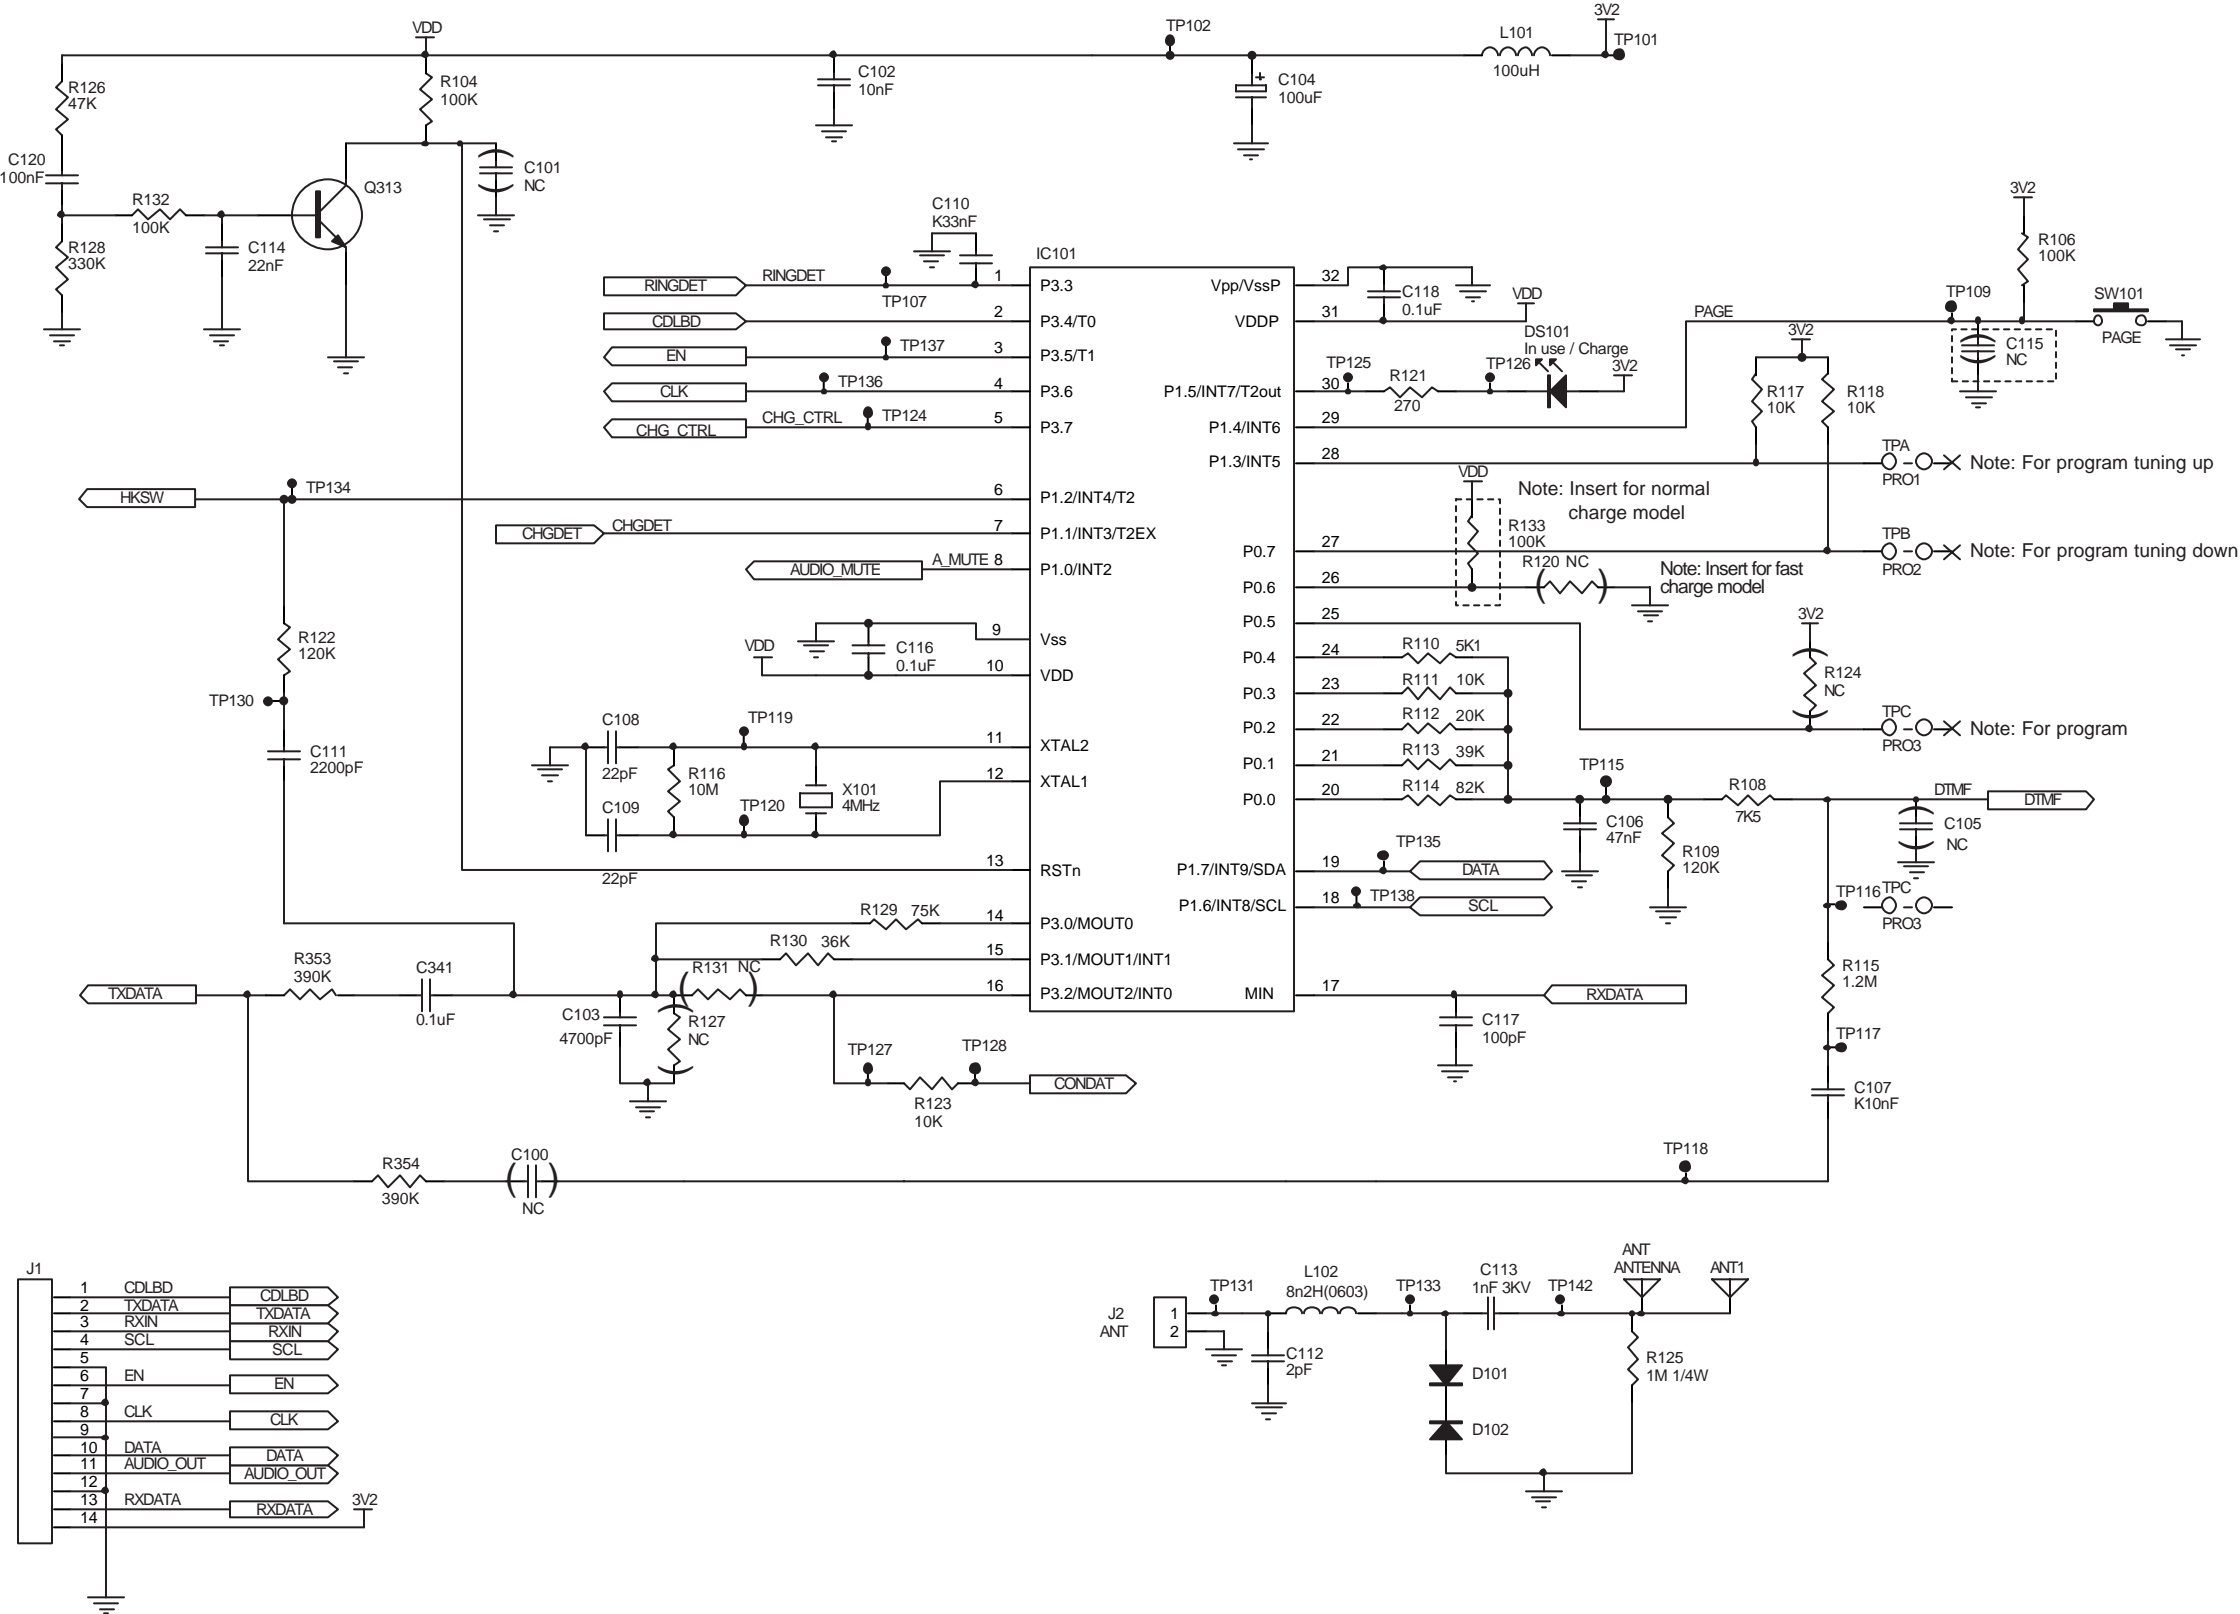 VDD
TP102
3V2
TP101
L101
100uH
R126
47K
R104
100K
C102
10nF
C104
100uF
+
C120
100nF
R132
100K
Q313
C101
NC
R128
330K
C114
22nF
C110
K33nF
IC101
3V2
R106
100K
RINGDET
RINGDET
TP107
1
P3.3
CDLBD
2
P3.4/T0
EN
TP137
3
P3.5/T1
CLK
TP136
4
P3.6
CHG_CTRL
CHG_CTRL
TP124
5
P3.7
HKSW
TP134
6
P1.2/INT4/T2
CHGDET
CHGDET
7
P1.1/INT3/T2EX
AUDIO_MUTE
A_MUTE
8
P1.0/INT2
VDD
C116
0.1uF
9
Vss
10
VDD
R122
120K
TP130
C111
2200pF
C108
22pF
TP119
R116
10M
TP120
X101
4MHz
C109
22pF
11
XTAL2
12
XTAL1
13
RSTn
R129 75K
14
P3.0/MOUT0
R130 36K
15
P3.1/MOUT1/INT1
R131 NC
16
P3.2/MOUT2/INT0
Vpp/VssP
32
C118
0.1uF
VDDP
31
VDD
DS101
In use / Charge
P1.5/INT7/T2out
30
TP125
R121
270
TP126
3V2
P1.4/INT6
29
PAGE
TP109
SW101
PAGE
C115
NC
3V2
R117
10K
R118
10K
P1.3/INT5
28
TPA
PRO1
Note: For program tuning up
VDD
Note: Insert for normal
charge model
R133
100K
P0.7
27
TPB
PRO2
Note: For program tuning down
P0.6
26
R120 NC
Note: Insert for fast
charge model
P0.5
25
3V2
R124
NC
TPC
PRO3
Note: For program
P0.4
24
R110 5K1
P0.3
23
R111 10K
P0.2
22
R112 20K
P0.1
21
R113 39K
P0.0
20
R114 82K
TP115
R108
7K5
DTMF
DTMF
C106
47nF
R109
120K
C105
NC
P1.7/INT9/SDA
19
TP135
DATA
P1.6/INT8/SCL
18
TP138
SCL
TP116
TPC
PRO3
R115
1.2M
MIN
17
RXDATA
C117
100pF
TP117
C107
K10nF
TP118
TXDATA
R353
390K
C341
0.1uF
C103
4700pF
R127
NC
TP127
TP128
R123
10K
CONDAT
R354
390K
C100
NC
J1
1
CDLBD
CDLBD
2
TXDATA
TXDATA
3
RXIN
RXIN
4
SCL
SCL
5
6
EN
EN
7
8
CLK
CLK
9
10
DATA
DATA
11
AUDIO_OUT
AUDIO_OUT
12
13
RXDATA
RXDATA
3V2
14
J2
ANT
1
2
TP131
L102
8n2H(0603)
C112
2pF
TP133
C113
1nF 3KV
TP142
ANT
ANTENNA
ANT1
D101
D102
R125
1M 1/4W